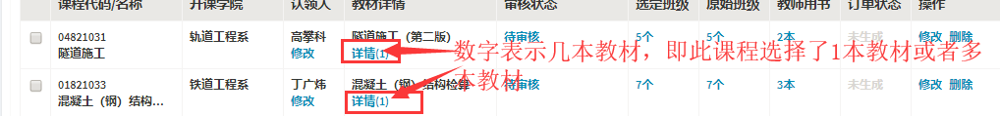 课程代码/名称 开课学院 认领人 教材详情 审核状态 选定班级 原始班级 教师用书 订单状态 操作
04821031 轨道工程系 高攀科 隧道施工（第二版） 待审核 5个 5个 2本 未生成 修改 删除
隧道施工 修改 详情(1)
数字表示几本教材，即此课程选择了1本教材或者多
本教材
01821033 铁道工程系 丁广炜 混凝土（钢）结构检算 待审核 7个 7个 3本 未生成 修改 删除
混凝土（钢）结构... 修改 详情(1)